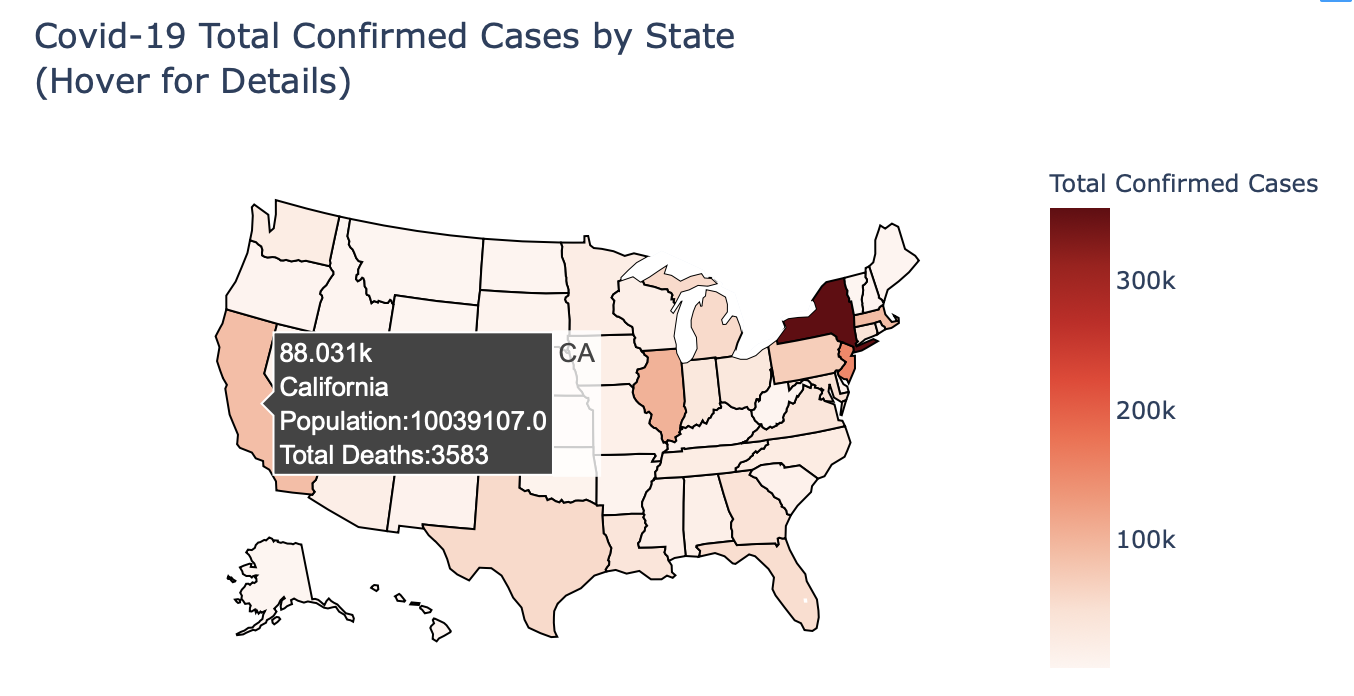 Covid-19 Total Confirmed Cases by State
(Hover for Details)
Total Confirmed Cases
300k
200k
100k
88.031k
CA
California
Population:10039107.0
Total Deaths:3583